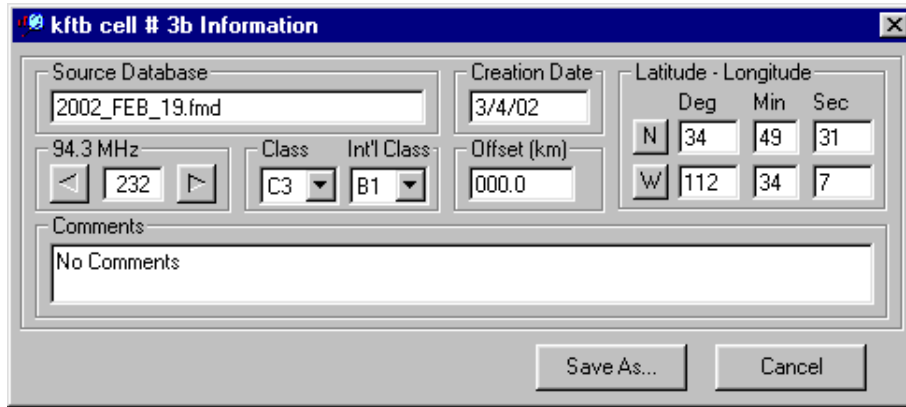 kftb cell # 3b Information
Source Database
2002_FEB_19.fmd
Creation Date
3/4/02
Latitude - Longitude
Deg Min Sec
N 34 49 31
W 112 34 7
94.3 MHz
232
Class Int'l Class
C3 B1
Offset (km)
000.0
Comments
No Comments
Save As... Cancel